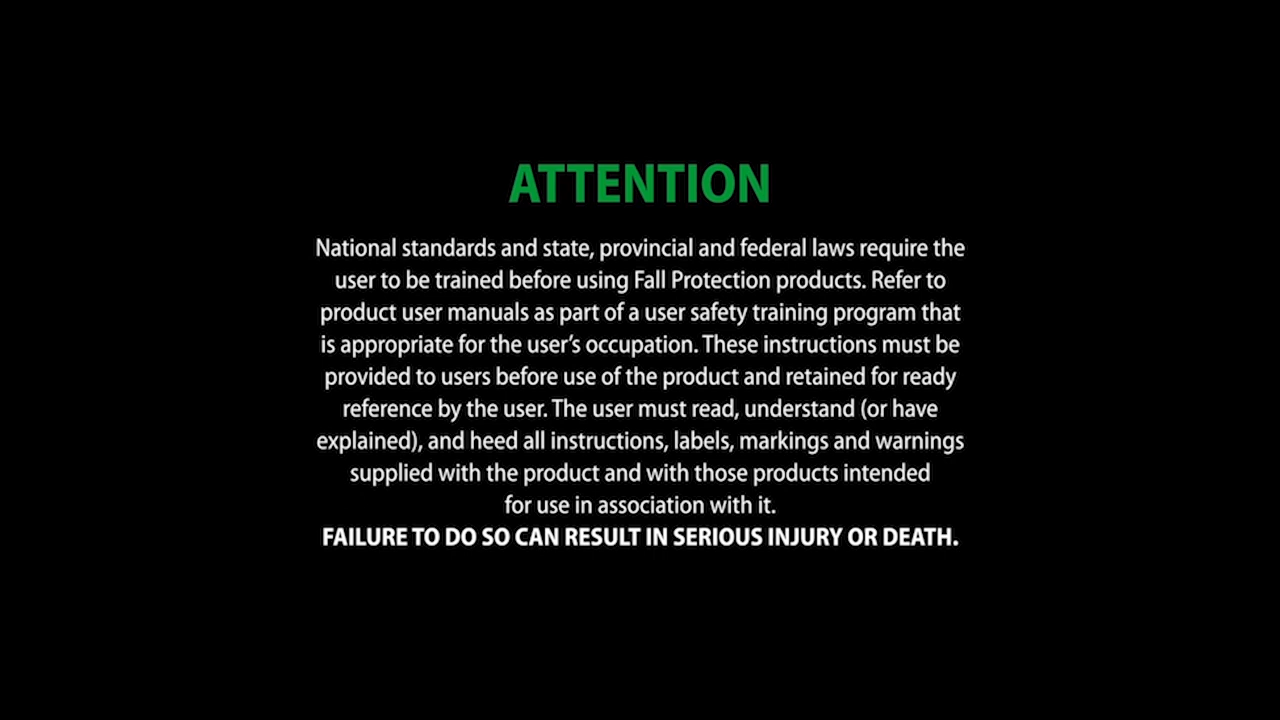 ATTENTION
National standards and state, provincial and federal laws require the
user to be trained before using Fall Protection products. Refer to
product user manuals as part of a user safety training program that
is appropriate for the user’s occupation. These instructions must be
provided to users before use of the product and retained for ready
reference by the user. The user must read, understand (or have
explained), and heed all instructions, labels, markings and warnings
supplied with the product and with those products intended
for use in association with it.
FAILURE TO DO SO CAN RESULT IN SERIOUS INJURY OR DEATH.